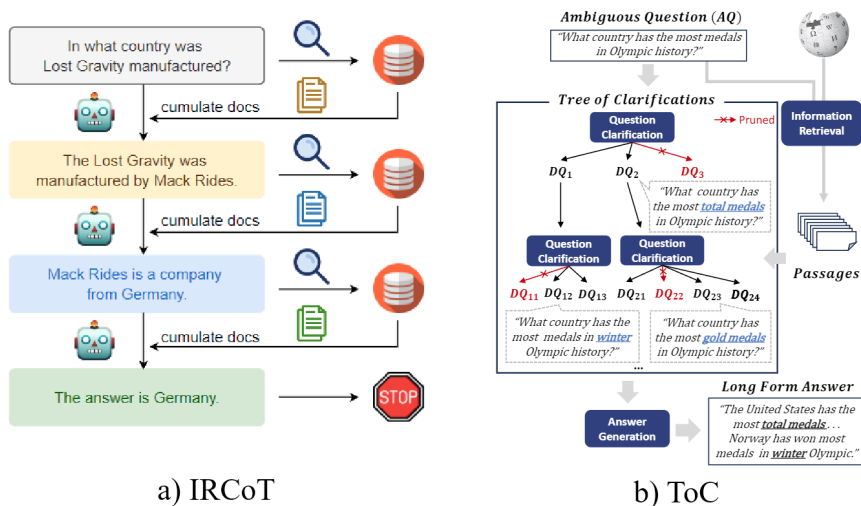 In what country was
Lost Gravity manufactured?
cumulate docs
The Lost Gravity was
manufactured by Mack Rides.
cumulate docs
Mack Rides is a company
from Germany.
cumulate docs
The answer is Germany.
STOP
a) IRCoT
Ambiguous Question (AQ)
"What country has the most medals
in Olympic history?"
Tree of Clarifications
Question
Clarification
Pruned
Information
Retrieval
DQ1
DQ2
DQ3
"What country has
the most total medals
in Olympic history?"
Question
Clarification
Question
Clarification
Passages
DQ11
DQ12
DQ13
DQ21
DQ22
DQ23
DQ24
"What country has the
most medals in winter
Olympic history?"
"What country has
the most gold medals
in Olympic history?"
...
Long Form Answer
Answer
Generation
"The United States has the
most total medals...
Norway has won most
medals in winter Olympic."
b) ToC